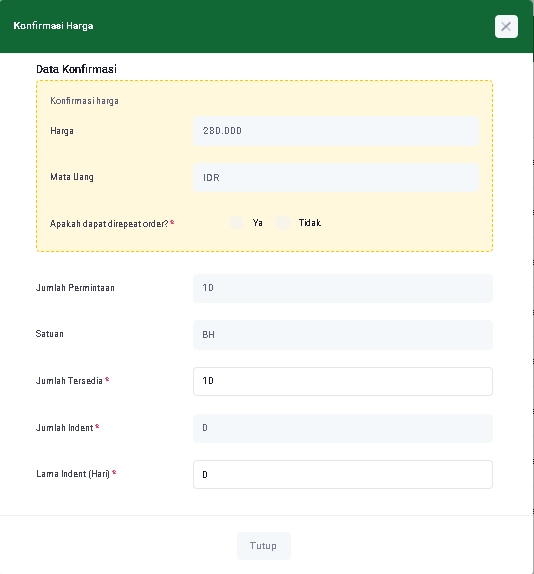 Konfirmasi Harga
Data Konfirmasi
Konfirmasi harga
Harga 280.000
Mata Uang IDR
Apakah dapat direpeat order? * Ya Tidak
Jumlah Permintaan 10
Satuan BH
Jumlah Tersedia * 10
Jumlah Indent * 0
Lama Indent (Hari) * 0
Tutup